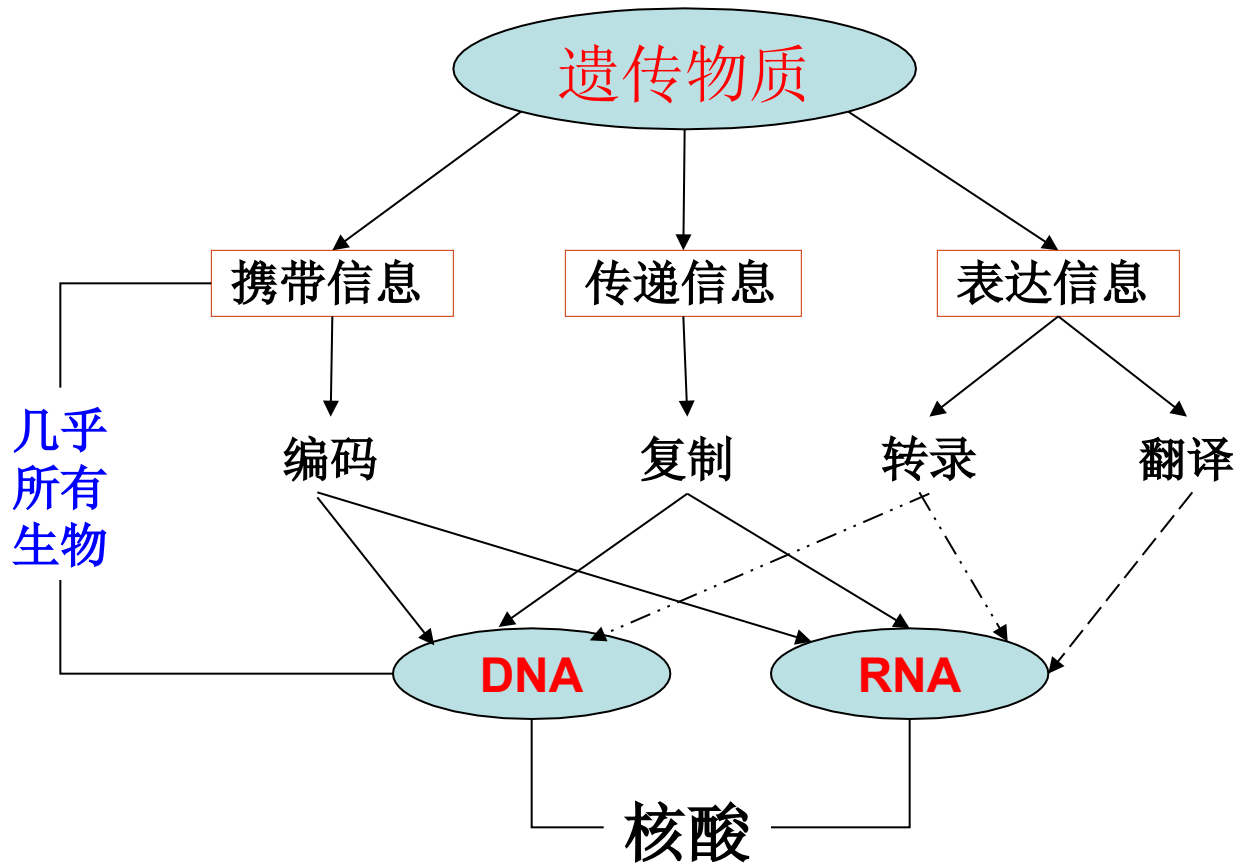 遗传物质
携带信息
传递信息
表达信息
几乎
所有
生物
编码
复制
转录
翻译
DNA
RNA
核酸